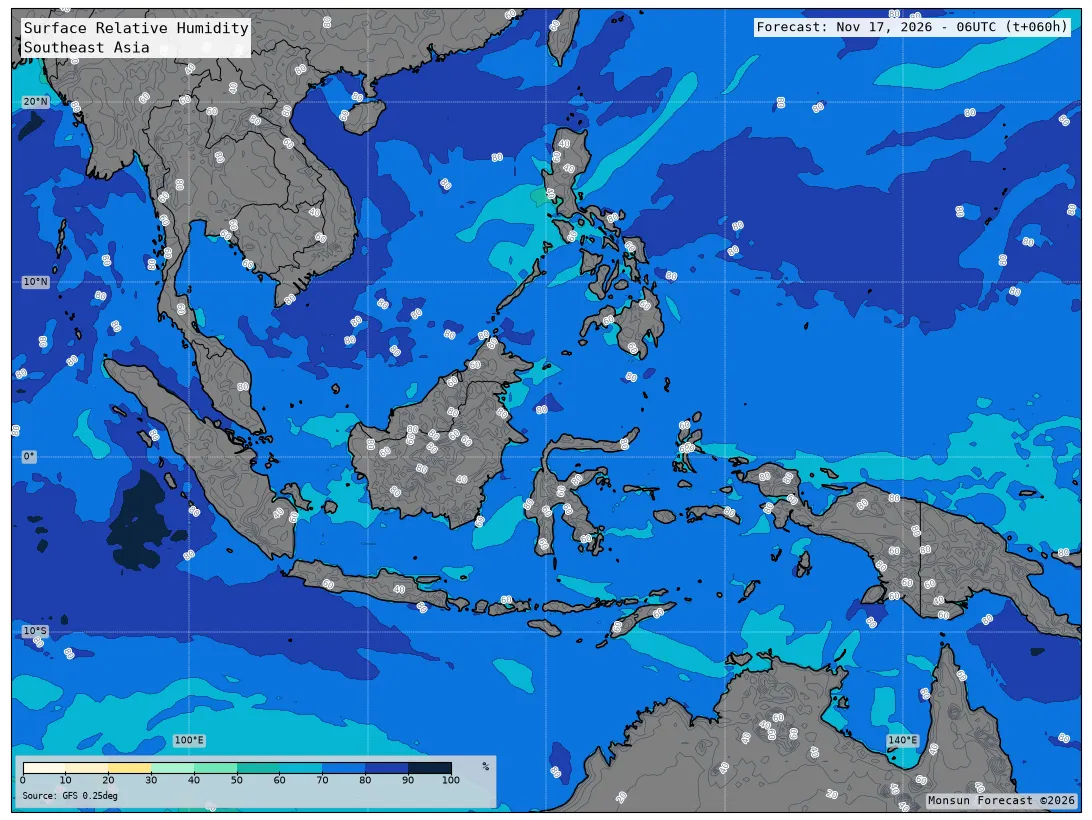 Surface Relative Humidity
Southeast Asia
Forecast: Nov 17, 2026 - 06UTC (t+060h)
20°N
10°N
0°
10°S
100°E
140°E
0 10 20 30 40 50 60 70 80 90 100
%
Source: GFS 0.25deg
Monsun Forecast ©2026